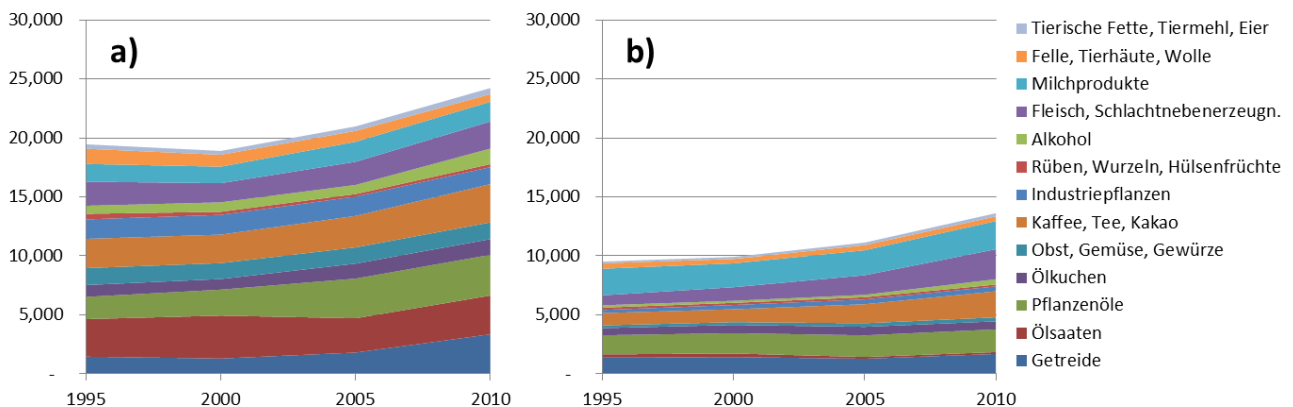 a)
30,000
25,000
20,000
15,000
10,000
5,000
-
1995 2000 2005 2010
b)
30,000
25,000
20,000
15,000
10,000
5,000
-
1995 2000 2005 2010
Tierische Fette, Tiermehl, Eier
Felle, Tierhäute, Wolle
Milchprodukte
Fleisch, Schlachtnebenerzeugn.
Alkohol
Rüben, Wurzeln, Hülsenfrüchte
Industriepflanzen
Kaffee, Tee, Kakao
Obst, Gemüse, Gewürze
Ölkuchen
Pflanzenöle
Ölsaaten
Getreide